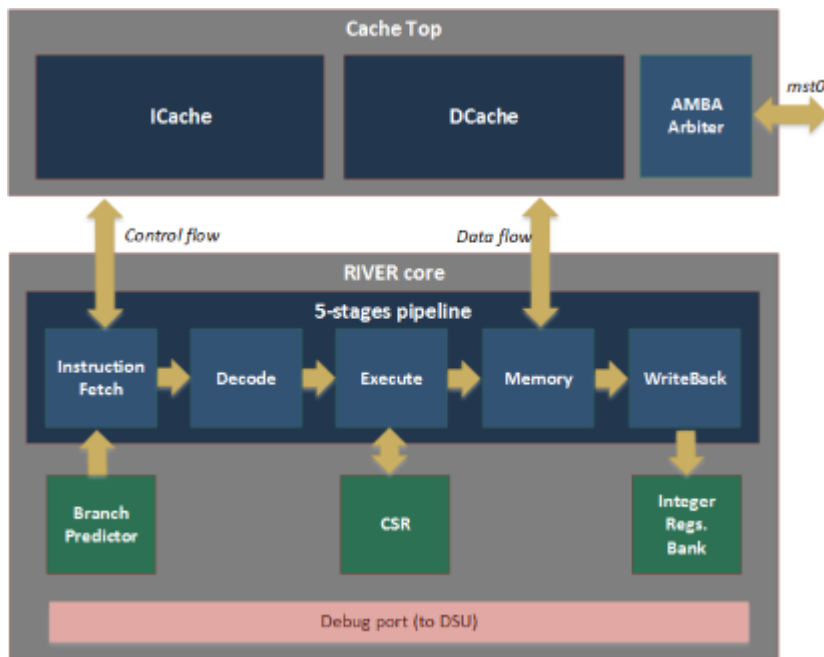 Cache Top
ICache
DCache
AMBA
Arbiter
mst0
Control flow
Data flow
RIVER core
5-stages pipeline
Instruction
Fetch
Decode
Execute
Memory
WriteBack
Branch
Predictor
CSR
Integer
Regs.
Bank
Debug port (to DSU)